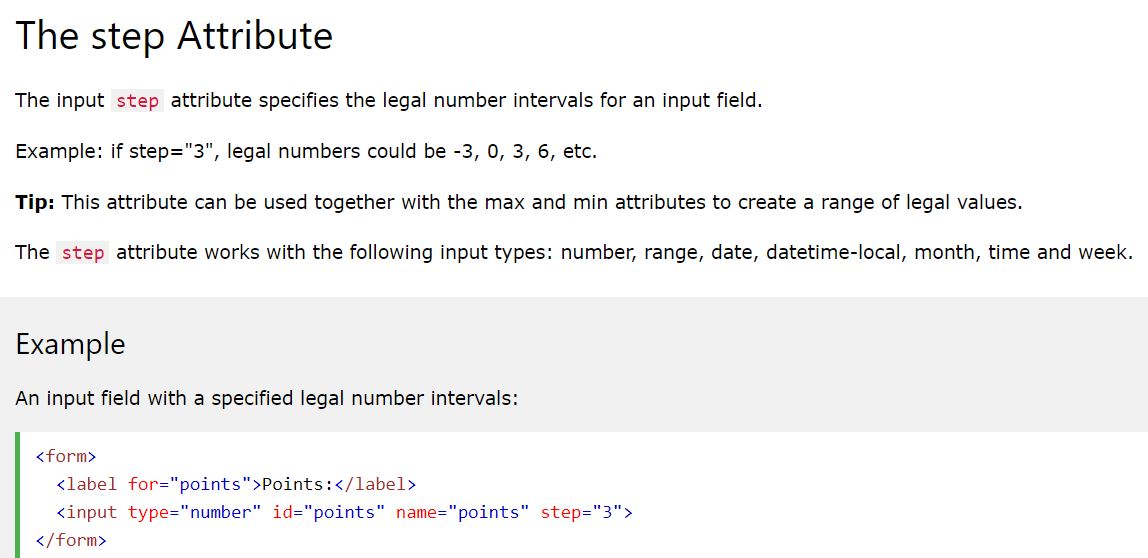 The step Attribute
The input step attribute specifies the legal number intervals for an input field.
Example: if step="3", legal numbers could be -3, 0, 3, 6, etc.
Tip: This attribute can be used together with the max and min attributes to create a range of legal values.
The step attribute works with the following input types: number, range, date, datetime-local, month, time and week.
Example
An input field with a specified legal number intervals:
<form>
  <label for="points">Points:</label>
  <input type="number" id="points" name="points" step="3">
</form>